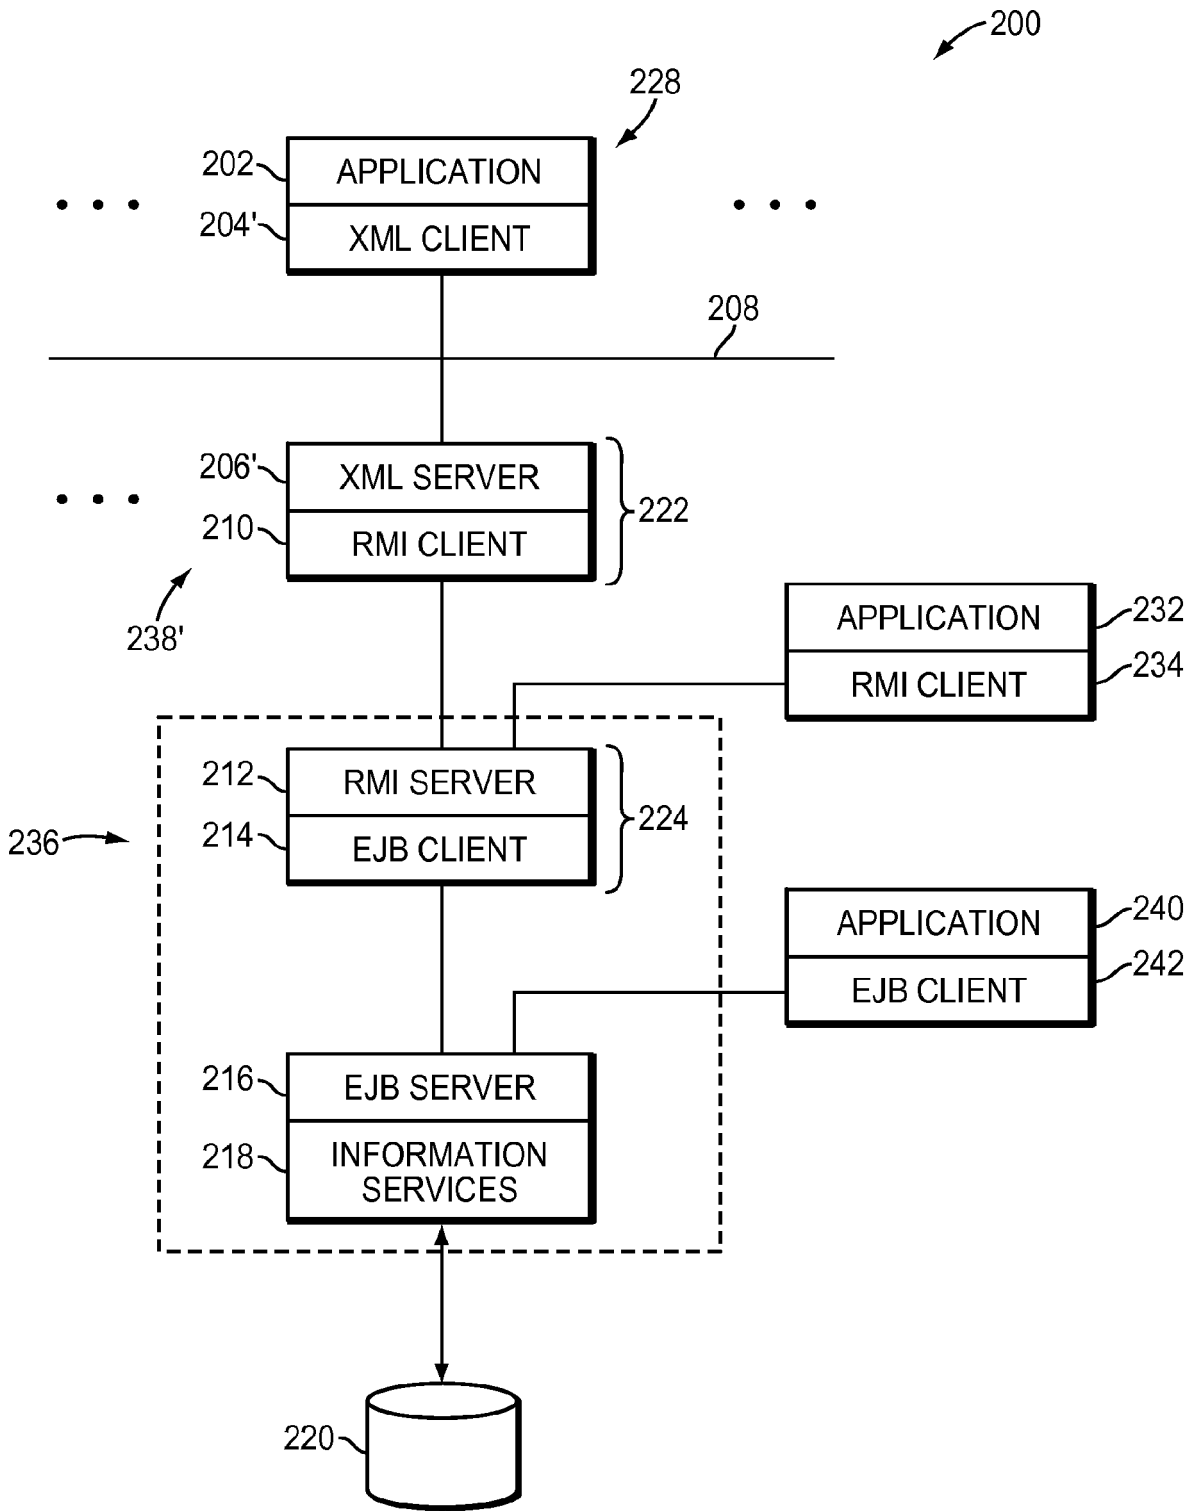 200
228
202
APPLICATION
204'
XML CLIENT
208
206'
XML SERVER
222
210
RMI CLIENT
238'
APPLICATION
232
RMI CLIENT
234
212
RMI SERVER
224
214
EJB CLIENT
236
APPLICATION
240
EJB CLIENT
242
216
EJB SERVER
218
INFORMATION
SERVICES
220